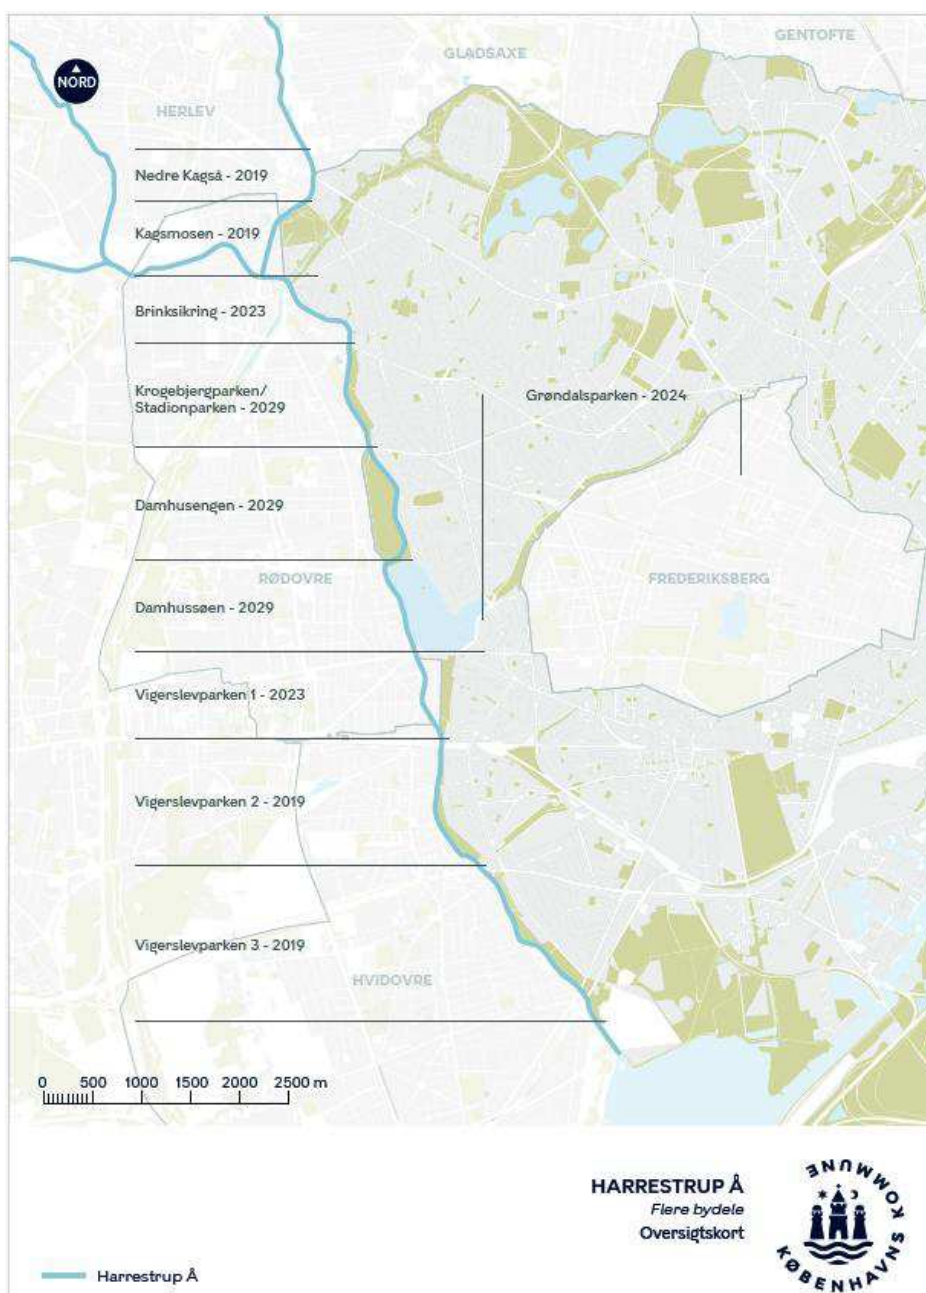 GENTOFTE
GLADSAXE
NORD
HERLEV
Nedre Kagså - 2019
Kagsmosen - 2019
Brinksikring - 2023
Krogebjergparken/
Stadionparken - 2029
Grøndalsparken - 2024
Damhusengen - 2029
RØDOVRE
FREDERIKSBERG
Damhussøen - 2029
Vigerslevparken 1 - 2023
Vigerslevparken 2 - 2019
Vigerslevparken 3 - 2019
HVIDOVRE
0 500 1000 1500 2000 2500 m
HARRESTRUP Å
Flere bydele
Oversigtskort
KØBENHAVNS KOMMUNE
Harrestrup Å